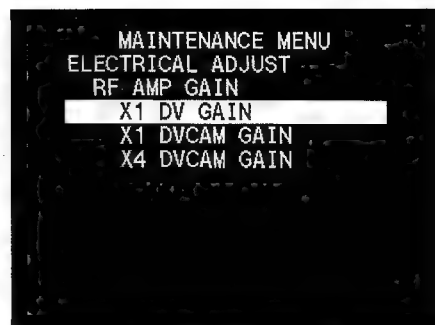 MAINTENANCE MENU
ELECTRICAL ADJUST
RF AMP GAIN
X1 DV GAIN
X1 DVCAM GAIN
X4 DVCAM GAIN